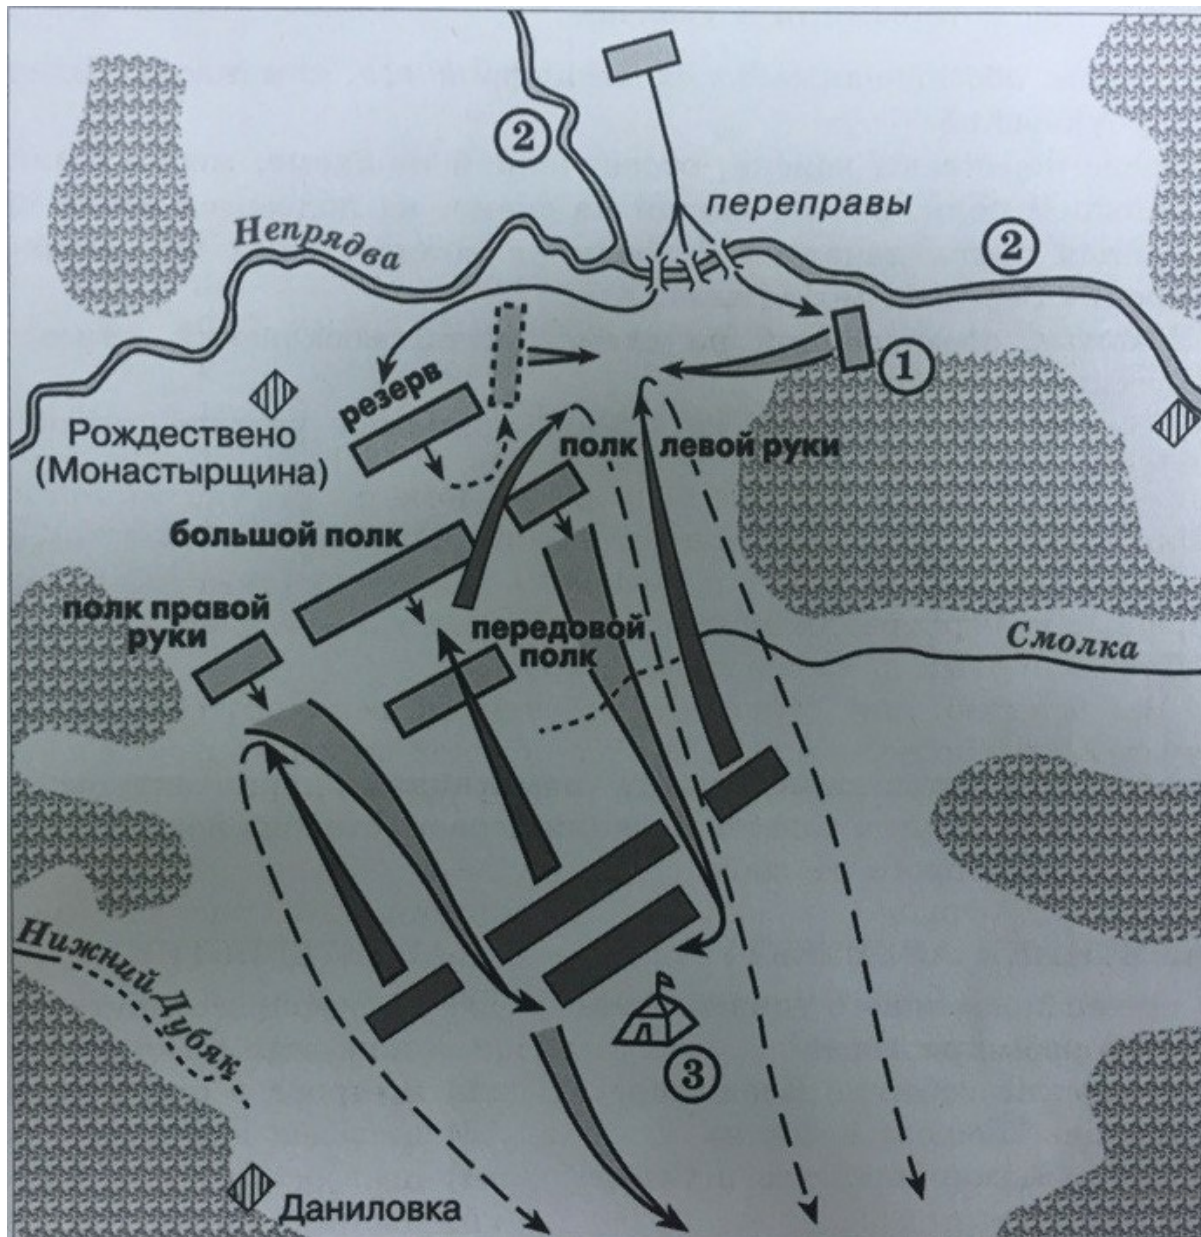 2
переправы
Непрядва
2
1
резерв
Рождествено
(Монастырщина)
полк левой руки
большой полк
полк правой
руки
передовой
полк
Смолка
Нижний Дубяк
3
Даниловка